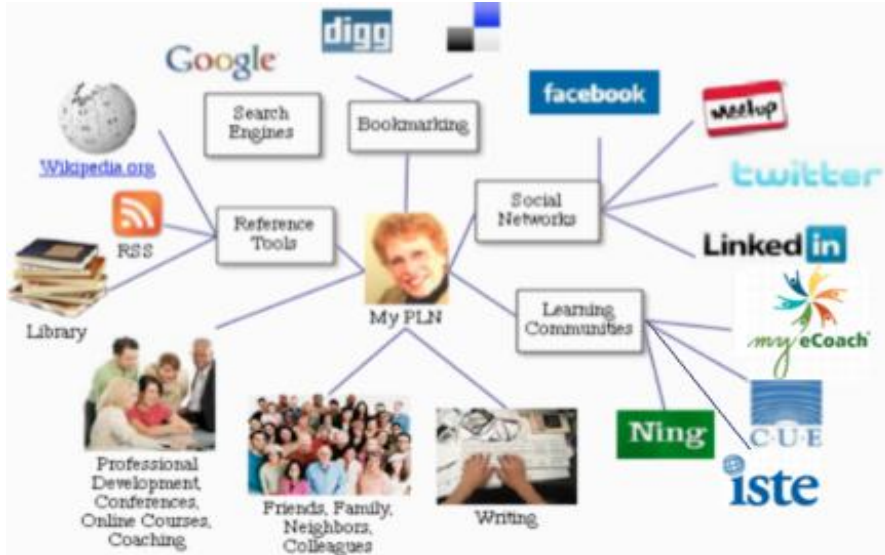 digg
Google
facebook
Search
Engines
Bookmarking
Meetup
Wikipedia.org
twitter
Social
Networks
RSS
Reference
Tools
Linked in
My PLN
Library
Learning
Communities
my eCoach
Ning
C·U·E
iste
Professional
Development,
Conferences,
Online Courses,
Coaching
Friends, Family,
Neighbors,
Colleagues
Writing